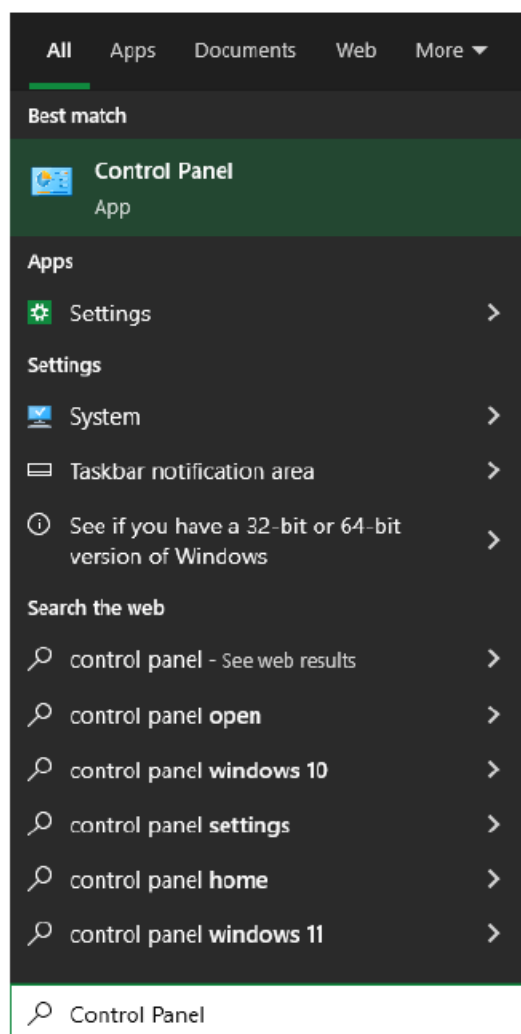 All Apps Documents Web More
Best match
Control Panel
App
Apps
Settings
Settings
System
Taskbar notification area
See if you have a 32-bit or 64-bit
version of Windows
Search the web
control panel - See web results
control panel open
control panel windows 10
control panel settings
control panel home
control panel windows 11
Control Panel